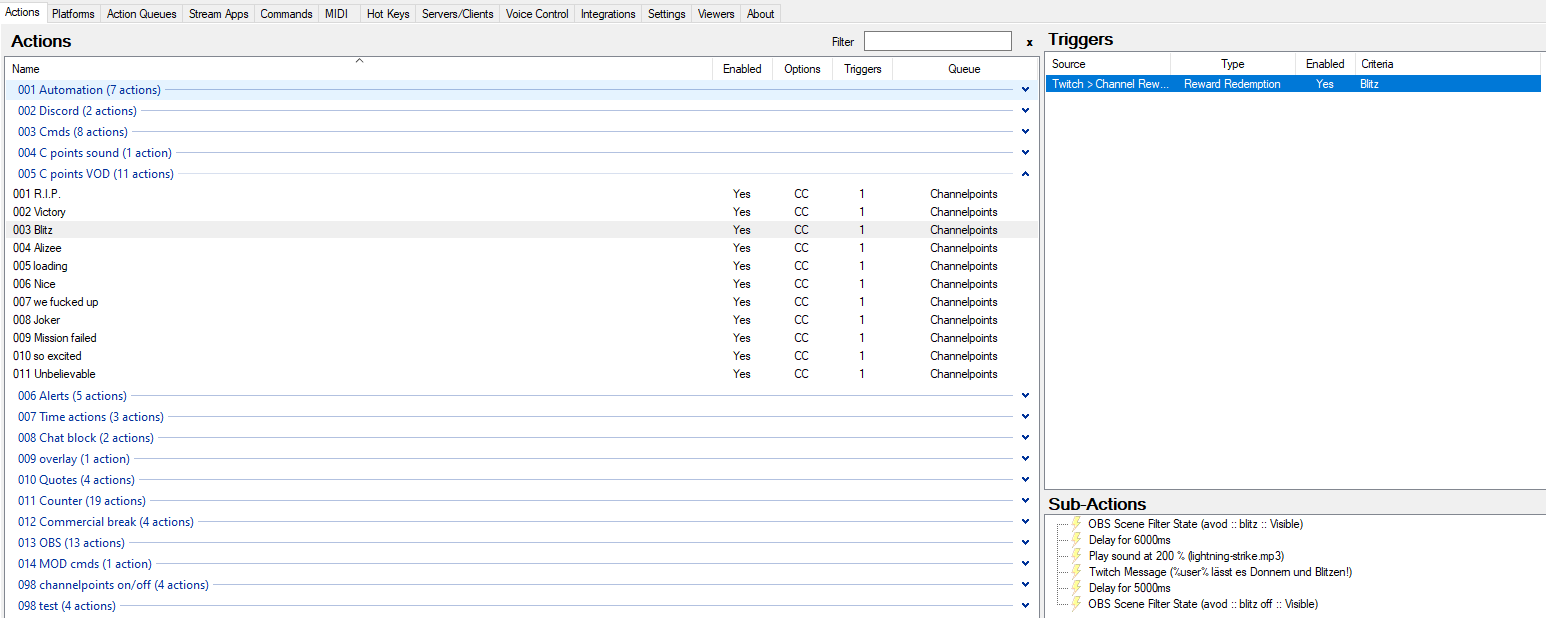 Actions Platforms Action Queues Stream Apps Commands MIDI Hot Keys Servers/Clients Voice Control Integrations Settings Viewers About
Actions
Filter x
Name Enabled Options Triggers Queue
001 Automation (7 actions)
002 Discord (2 actions)
003 Cmds (8 actions)
004 C points sound (1 action)
005 C points VOD (11 actions)
001 R.I.P. Yes CC 1 Channelpoints
002 Victory Yes CC 1 Channelpoints
003 Blitz Yes CC 1 Channelpoints
004 Alizee Yes CC 1 Channelpoints
005 loading Yes CC 1 Channelpoints
006 Nice Yes CC 1 Channelpoints
007 we fucked up Yes CC 1 Channelpoints
008 Joker Yes CC 1 Channelpoints
009 Mission failed Yes CC 1 Channelpoints
010 so excited Yes CC 1 Channelpoints
011 Unbelievable Yes CC 1 Channelpoints
006 Alerts (5 actions)
007 Time actions (3 actions)
008 Chat block (2 actions)
009 overlay (1 action)
010 Quotes (4 actions)
011 Counter (19 actions)
012 Commercial break (4 actions)
013 OBS (13 actions)
014 MOD cmds (1 action)
098 channelpoints on/off (4 actions)
098 test (4 actions)
Triggers
Source Type Enabled Criteria
Twitch > Channel Rew... Reward Redemption Yes Blitz
Sub-Actions
OBS Scene Filter State (avod :: blitz :: Visible)
Delay for 6000ms
Play sound at 200 % (lightning-strike.mp3)
Twitch Message (%user% lässt es Donnern und Blitzen!)
Delay for 5000ms
OBS Scene Filter State (avod :: blitz off :: Visible)